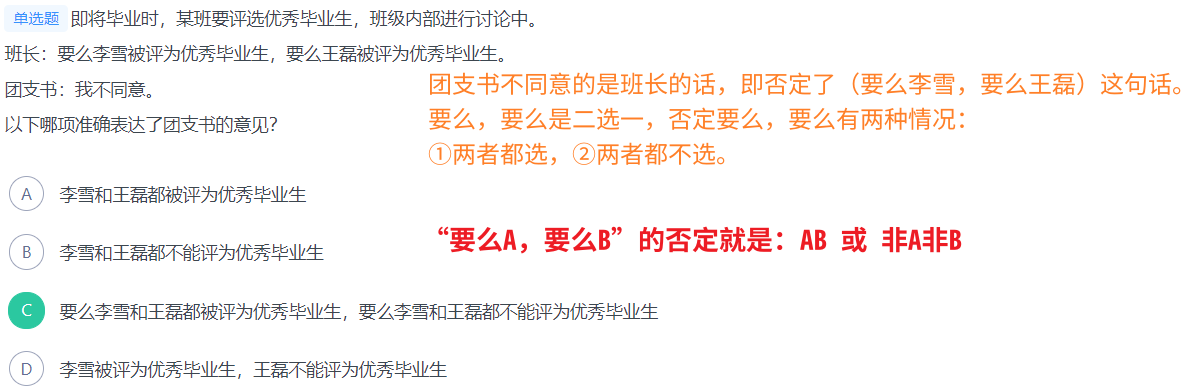 单选题 即将毕业时，某班要评选优秀毕业生，班级内部进行讨论中。
班长：要么李雪被评为优秀毕业生，要么王磊被评为优秀毕业生。
团支书：我不同意。
以下哪项准确表达了团支书的意见？
团支书不同意的是班长的话，即否定了（要么李雪，要么王磊）这句话。
要么，要么是二选一，否定要么，要么有两种情况：
①两者都选，②两者都不选。
A 李雪和王磊都被评为优秀毕业生
“要么A，要么B”的否定就是：AB 或 非A非B
B 李雪和王磊都不能评为优秀毕业生
C 要么李雪和王磊都被评为优秀毕业生，要么李雪和王磊都不能评为优秀毕业生
D 李雪被评为优秀毕业生，王磊不能评为优秀毕业生